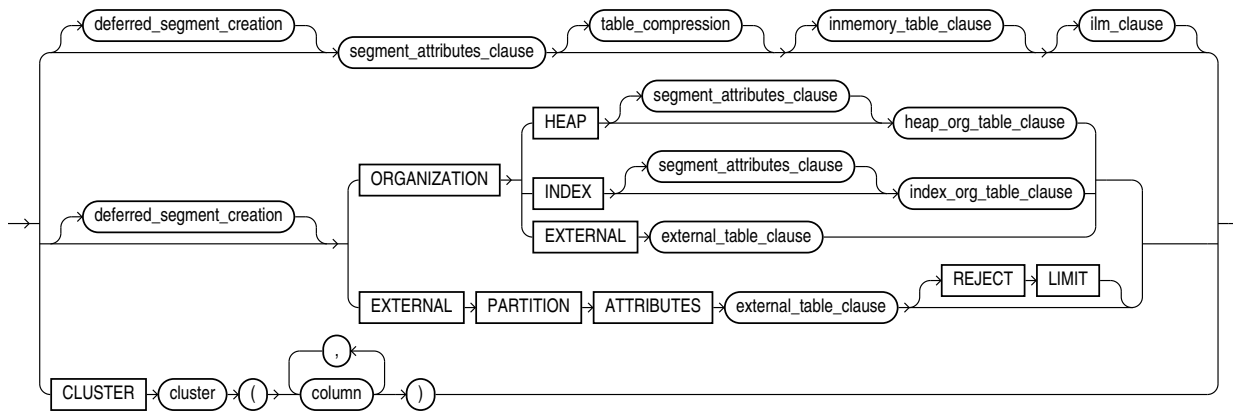 deferred_segment_creation table_compression inmemory_table_clause ilm_clause
segment_attributes_clause
segment_attributes_clause
HEAP heap_org_table_clause
segment_attributes_clause
ORGANIZATION INDEX index_org_table_clause
deferred_segment_creation
EXTERNAL external_table_clause
REJECT LIMIT
EXTERNAL PARTITION ATTRIBUTES external_table_clause
,
CLUSTER cluster ( column )